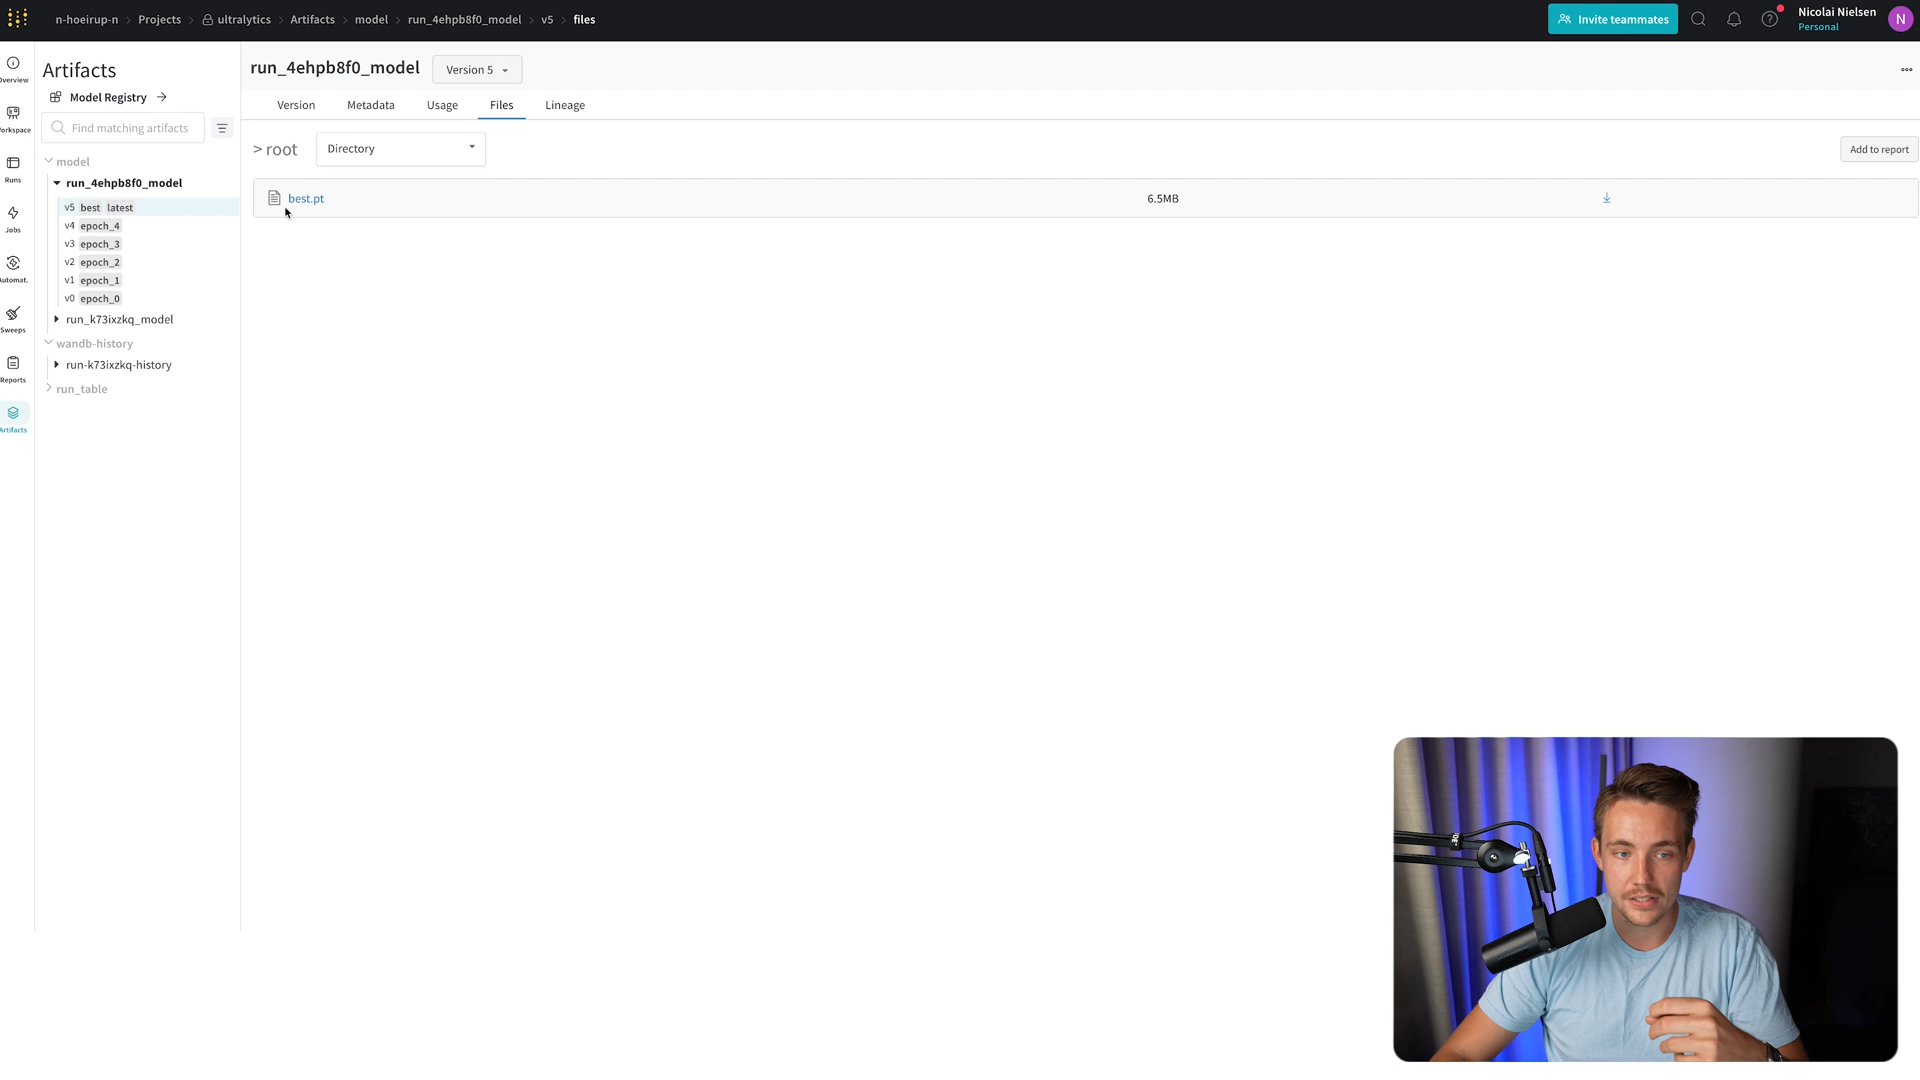 n-hoeirup-n > Projects > ultralytics > Artifacts > model > run_4ehpb8f0_model > v5 > files
Invite teammates
Nicolai Nielsen
Personal
N
Overview
Workspace
Runs
Jobs
Automat.
Sweeps
Reports
Artifacts
Artifacts
Model Registry
Find matching artifacts
model
run_4ehpb8f0_model
v5 best latest
v4 epoch_4
v3 epoch_3
v2 epoch_2
v1 epoch_1
v0 epoch_0
run_k73ixzkq_model
wandb-history
run-k73ixzkq-history
run_table
run_4ehpb8f0_model Version 5
Version Metadata Usage Files Lineage
> root Directory
Add to report
best.pt 6.5MB